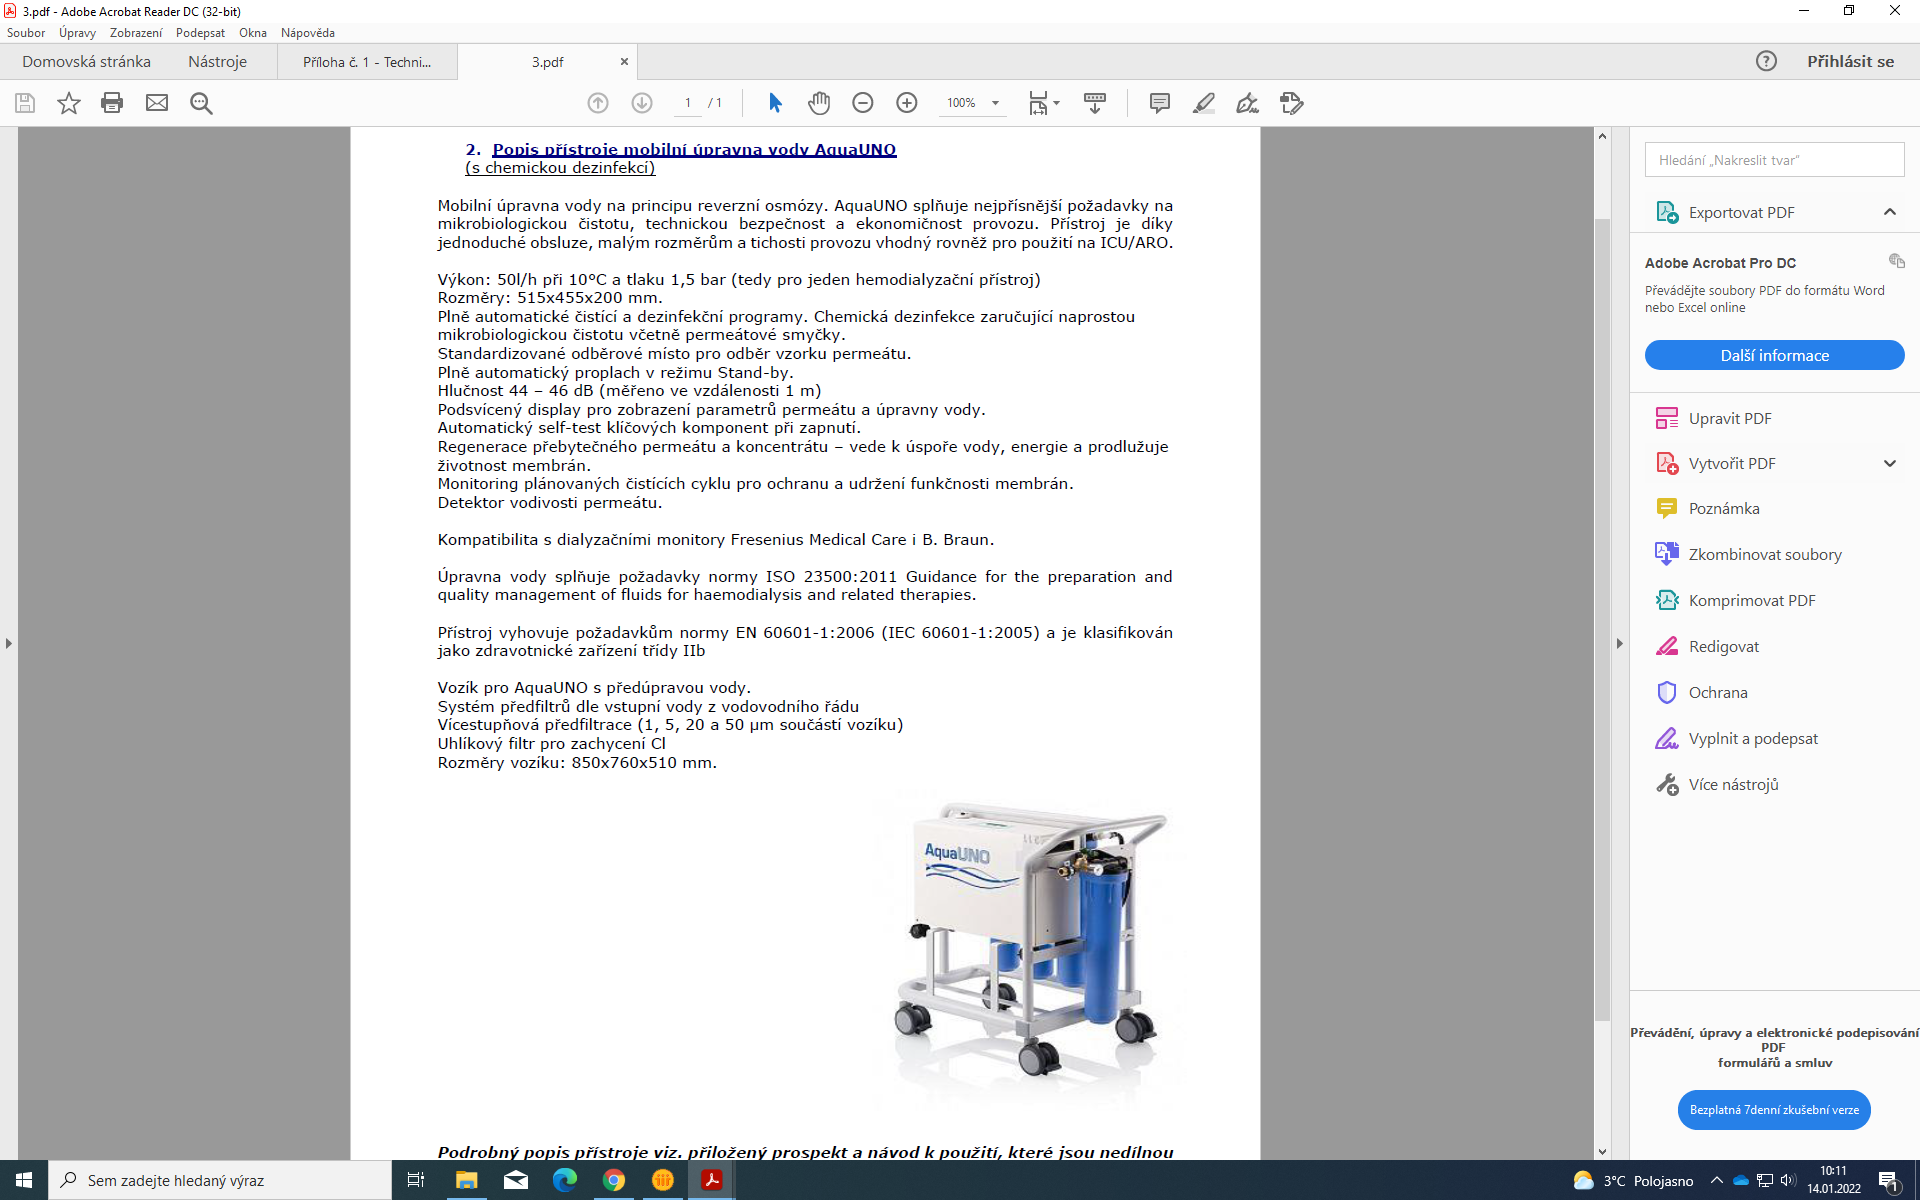 3.pdf - Adobe Acrobat Reader DC (32-bit)
Soubor Úpravy Zobrazení Podepsat Okna Nápověda
Domovská stránka Nástroje Příloha č. 1 - Techni... 3.pdf × ? Přihlásit se
1 / 1 100%
2. Popis přístroje mobilní úpravna vody AquaUNO
(s chemickou dezinfekcí)
Mobilní úpravna vody na principu reverzní osmózy. AquaUNO splňuje nejpřísnější požadavky na
mikrobiologickou čistotu, technickou bezpečnost a ekonomičnost provozu. Přístroj je díky
jednoduché obsluze, malým rozměrům a tichosti provozu vhodný rovněž pro použití na ICU/ARO.
Výkon: 50l/h při 10°C a tlaku 1,5 bar (tedy pro jeden hemodialyzační přístroj)
Rozměry: 515x455x200 mm.
Plně automatické čistící a dezinfekční programy. Chemická dezinfekce zaručující naprostou
mikrobiologickou čistotu včetně permeátové smyčky.
Standardizované odběrové místo pro odběr vzorku permeátu.
Plně automatický proplach v režimu Stand-by.
Hlučnost 44 – 46 dB (měřeno ve vzdálenosti 1 m)
Podsvícený display pro zobrazení parametrů permeátu a úpravny vody.
Automatický self-test klíčových komponent při zapnutí.
Regenerace přebytečného permeátu a koncentrátu – vede k úspoře vody, energie a prodlužuje
životnost membrán.
Monitoring plánovaných čistících cyklu pro ochranu a udržení funkčnosti membrán.
Detektor vodivosti permeátu.
Kompatibilita s dialyzačními monitory Fresenius Medical Care i B. Braun.
Úpravna vody splňuje požadavky normy ISO 23500:2011 Guidance for the preparation and
quality management of fluids for haemodialysis and related therapies.
Přístroj vyhovuje požadavkům normy EN 60601-1:2006 (IEC 60601-1:2005) a je klasifikován
jako zdravotnické zařízení třídy IIb
Vozík pro AquaUNO s předúpravou vody.
Systém předfiltrů dle vstupní vody z vodovodního řádu
Vícestupňová předfiltrace (1, 5, 20 a 50 µm součástí vozíku)
Uhlíkový filtr pro zachycení Cl
Rozměry vozíku: 850x760x510 mm.
AquaUNO
Podrobný popis přístroje viz. přiložený prospekt a návod k použití, které jsou nedílnou
Hledání „Nakreslit tvar“
Exportovat PDF
Adobe Acrobat Pro DC
Převádějte soubory PDF do formátu Word
nebo Excel online
Další informace
Upravit PDF
Vytvořit PDF
Poznámka
Zkombinovat soubory
Komprimovat PDF
Redigovat
Ochrana
Vyplnit a podepsat
Více nástrojů
Převádění, úpravy a elektronické podepisování
PDF
formulářů a smluv
Bezplatná 7denní zkušební verze
Sem zadejte hledaný výraz
3°C Polojasno
10:11
14.01.2022
1